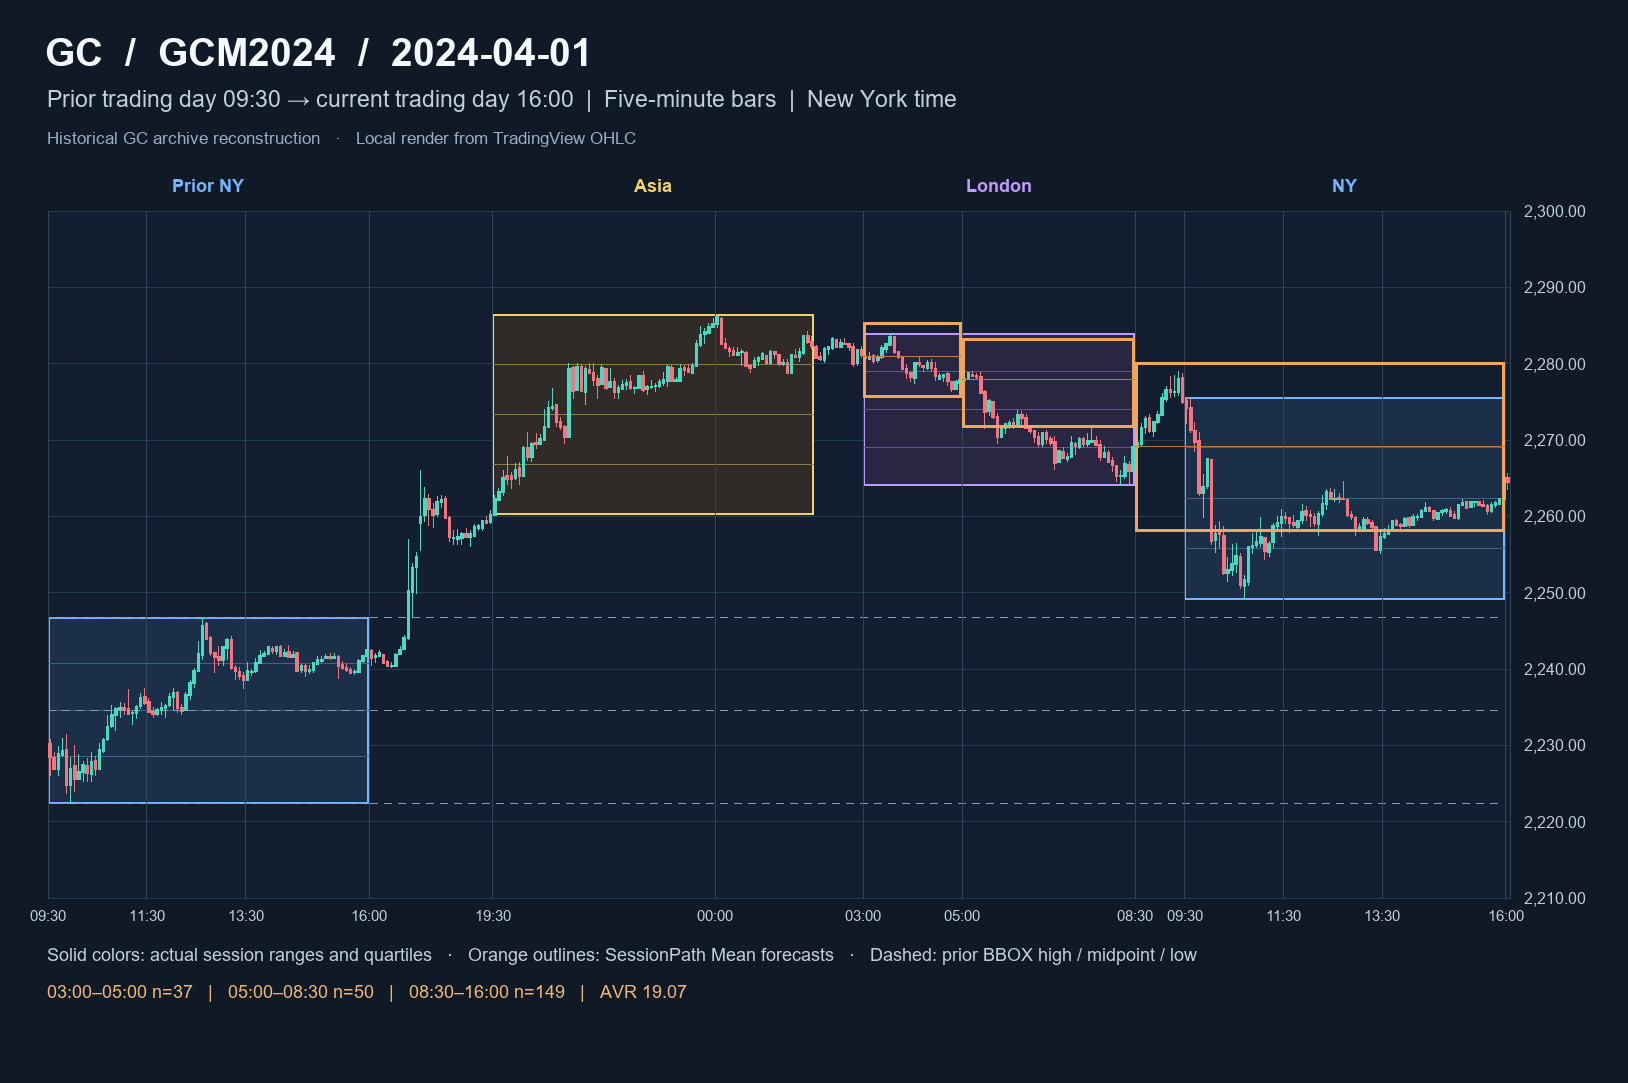 GC / GCM2024 / 2024-04-01
Prior trading day 09:30 → current trading day 16:00 | Five-minute bars | New York time
Historical GC archive reconstruction · Local render from TradingView OHLC
Prior NY Asia London NY
2,300.00
2,290.00
2,280.00
2,270.00
2,260.00
2,250.00
2,240.00
2,230.00
2,220.00
2,210.00
09:30 11:30 13:30 16:00 19:30 00:00 03:00 05:00 08:30 09:30 11:30 13:30 16:00
Solid colors: actual session ranges and quartiles · Orange outlines: SessionPath Mean forecasts · Dashed: prior BBOX high / midpoint / low
03:00–05:00 n=37 | 05:00–08:30 n=50 | 08:30–16:00 n=149 | AVR 19.07